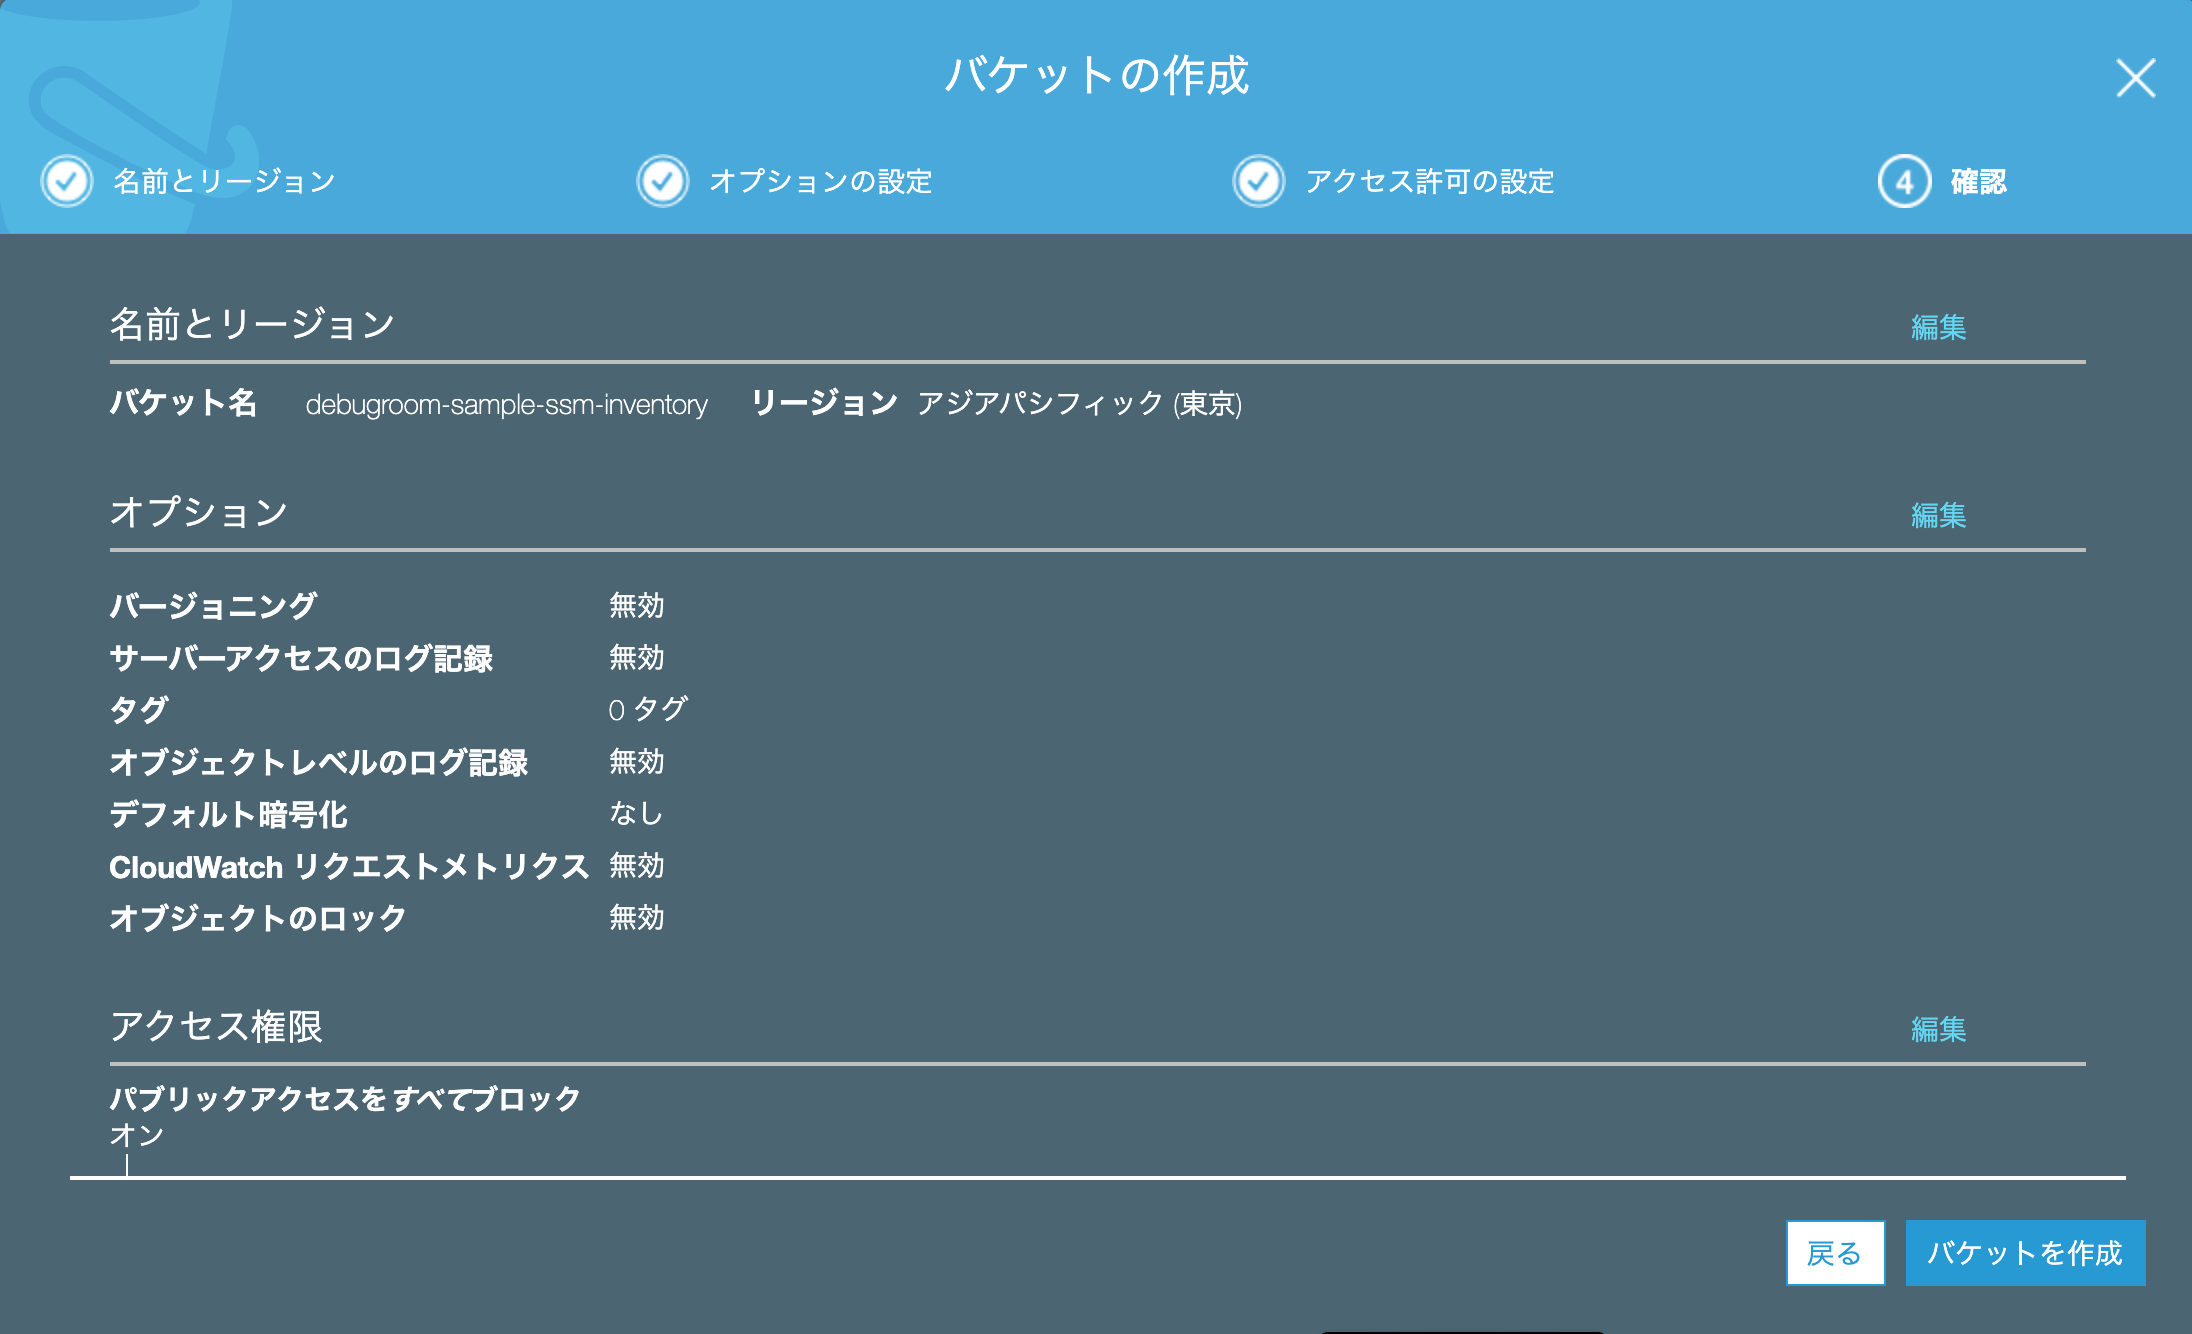 バケットの作成
名前とリージョン
オプションの設定
アクセス許可の設定
4 確認
名前とリージョン 編集
バケット名 debugroom-sample-ssm-inventory リージョン アジアパシフィック (東京)
オプション 編集
バージョニング 無効
サーバーアクセスのログ記録 無効
タグ 0 タグ
オブジェクトレベルのログ記録 無効
デフォルト暗号化 なし
CloudWatch リクエストメトリクス 無効
オブジェクトのロック 無効
アクセス権限 編集
パブリックアクセスをすべてブロック
オン
戻る バケットを作成